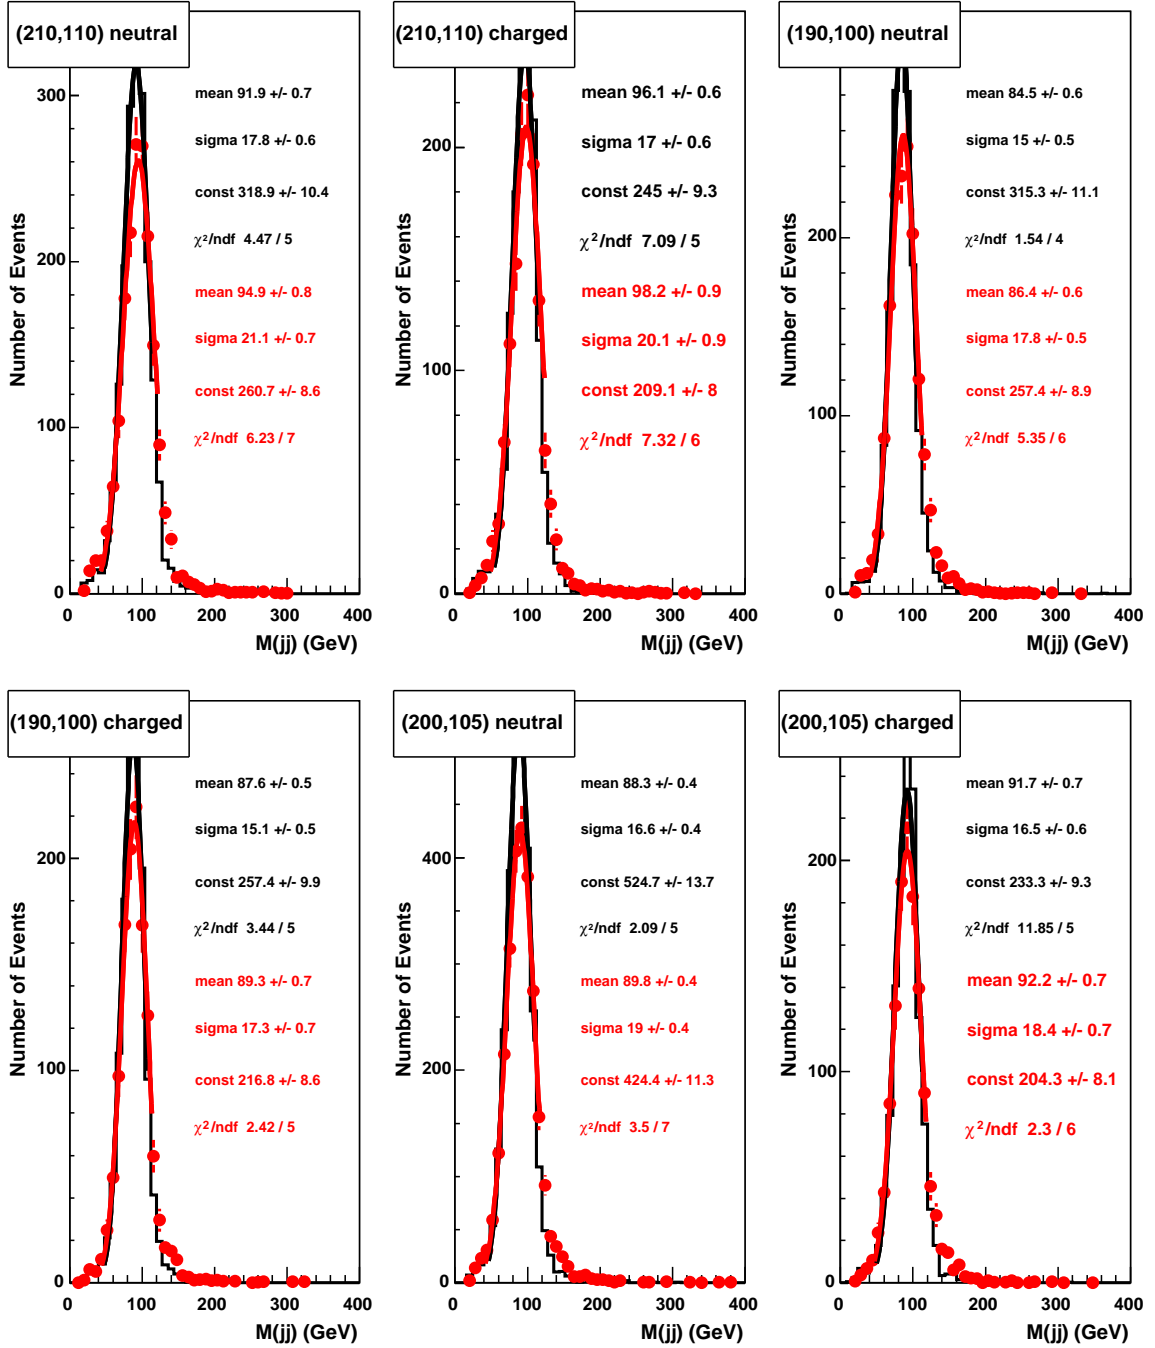 (210,110) neutral
300
200
100
0
Number of Events
mean 91.9 +/- 0.7
sigma 17.8 +/- 0.6
const 318.9 +/- 10.4
χ²/ndf 4.47 / 5
mean 94.9 +/- 0.8
sigma 21.1 +/- 0.7
const 260.7 +/- 8.6
χ²/ndf 6.23 / 7
0 100 200 300 400
M(jj) (GeV)
(210,110) charged
200
100
0
Number of Events
mean 96.1 +/- 0.6
sigma 17 +/- 0.6
const 245 +/- 9.3
χ²/ndf 7.09 / 5
mean 98.2 +/- 0.9
sigma 20.1 +/- 0.9
const 209.1 +/- 8
χ²/ndf 7.32 / 6
0 100 200 300 400
M(jj) (GeV)
(190,100) neutral
200
100
0
Number of Events
mean 84.5 +/- 0.6
sigma 15 +/- 0.5
const 315.3 +/- 11.1
χ²/ndf 1.54 / 4
mean 86.4 +/- 0.6
sigma 17.8 +/- 0.5
const 257.4 +/- 8.9
χ²/ndf 5.35 / 6
0 100 200 300 400
M(jj) (GeV)
(190,100) charged
200
100
0
Number of Events
mean 87.6 +/- 0.5
sigma 15.1 +/- 0.5
const 257.4 +/- 9.9
χ²/ndf 3.44 / 5
mean 89.3 +/- 0.7
sigma 17.3 +/- 0.7
const 216.8 +/- 8.6
χ²/ndf 2.42 / 5
0 100 200 300 400
M(jj) (GeV)
(200,105) neutral
400
200
0
Number of Events
mean 88.3 +/- 0.4
sigma 16.6 +/- 0.4
const 524.7 +/- 13.7
χ²/ndf 2.09 / 5
mean 89.8 +/- 0.4
sigma 19 +/- 0.4
const 424.4 +/- 11.3
χ²/ndf 3.5 / 7
0 100 200 300 400
M(jj) (GeV)
(200,105) charged
200
100
0
Number of Events
mean 91.7 +/- 0.7
sigma 16.5 +/- 0.6
const 233.3 +/- 9.3
χ²/ndf 11.85 / 5
mean 92.2 +/- 0.7
sigma 18.4 +/- 0.7
const 204.3 +/- 8.1
χ²/ndf 2.3 / 6
0 100 200 300 400
M(jj) (GeV)